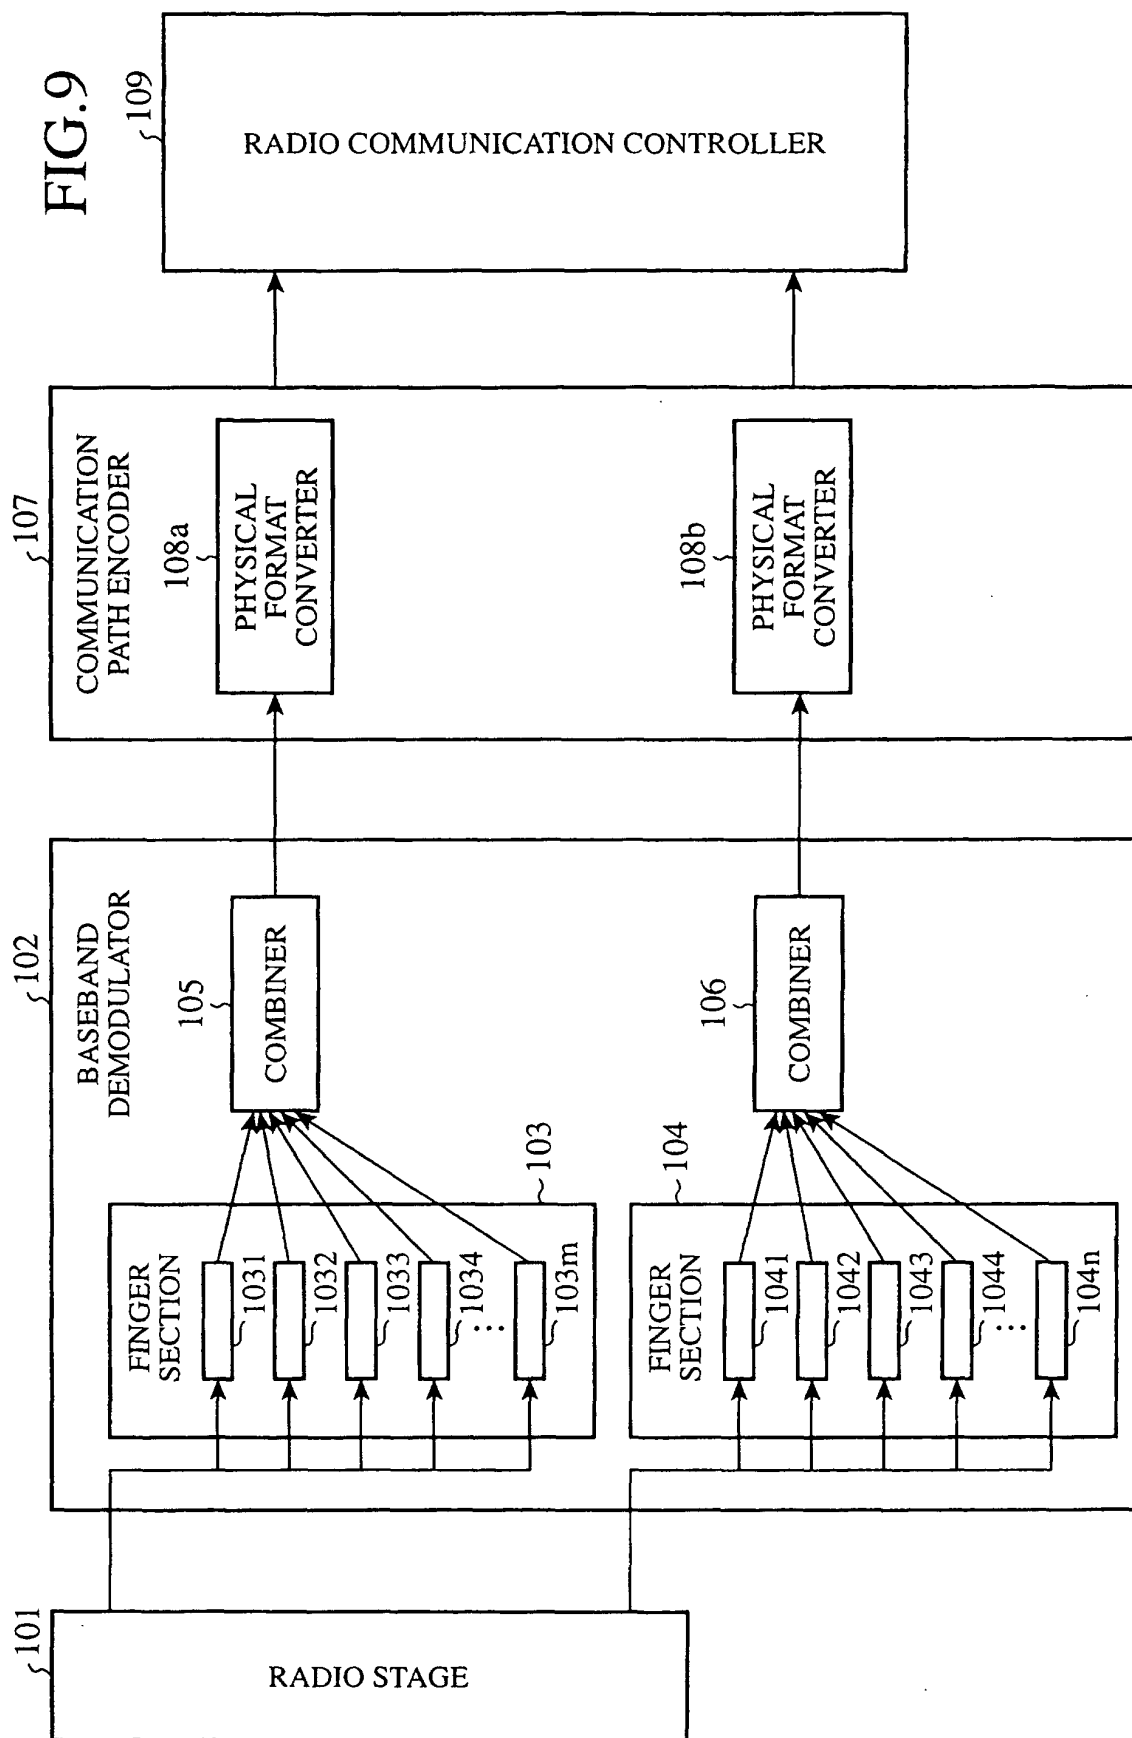 FIG.9
101
RADIO STAGE
102
BASEBAND
DEMODULATOR
FINGER
SECTION
103
1031
1032
1033
1034
...
103m
105
COMBINER
FINGER
SECTION
104
1041
1042
1043
1044
...
104n
106
COMBINER
107
COMMUNICATION
PATH ENCODER
108a
PHYSICAL
FORMAT
CONVERTER
108b
PHYSICAL
FORMAT
CONVERTER
109
RADIO COMMUNICATION CONTROLLER